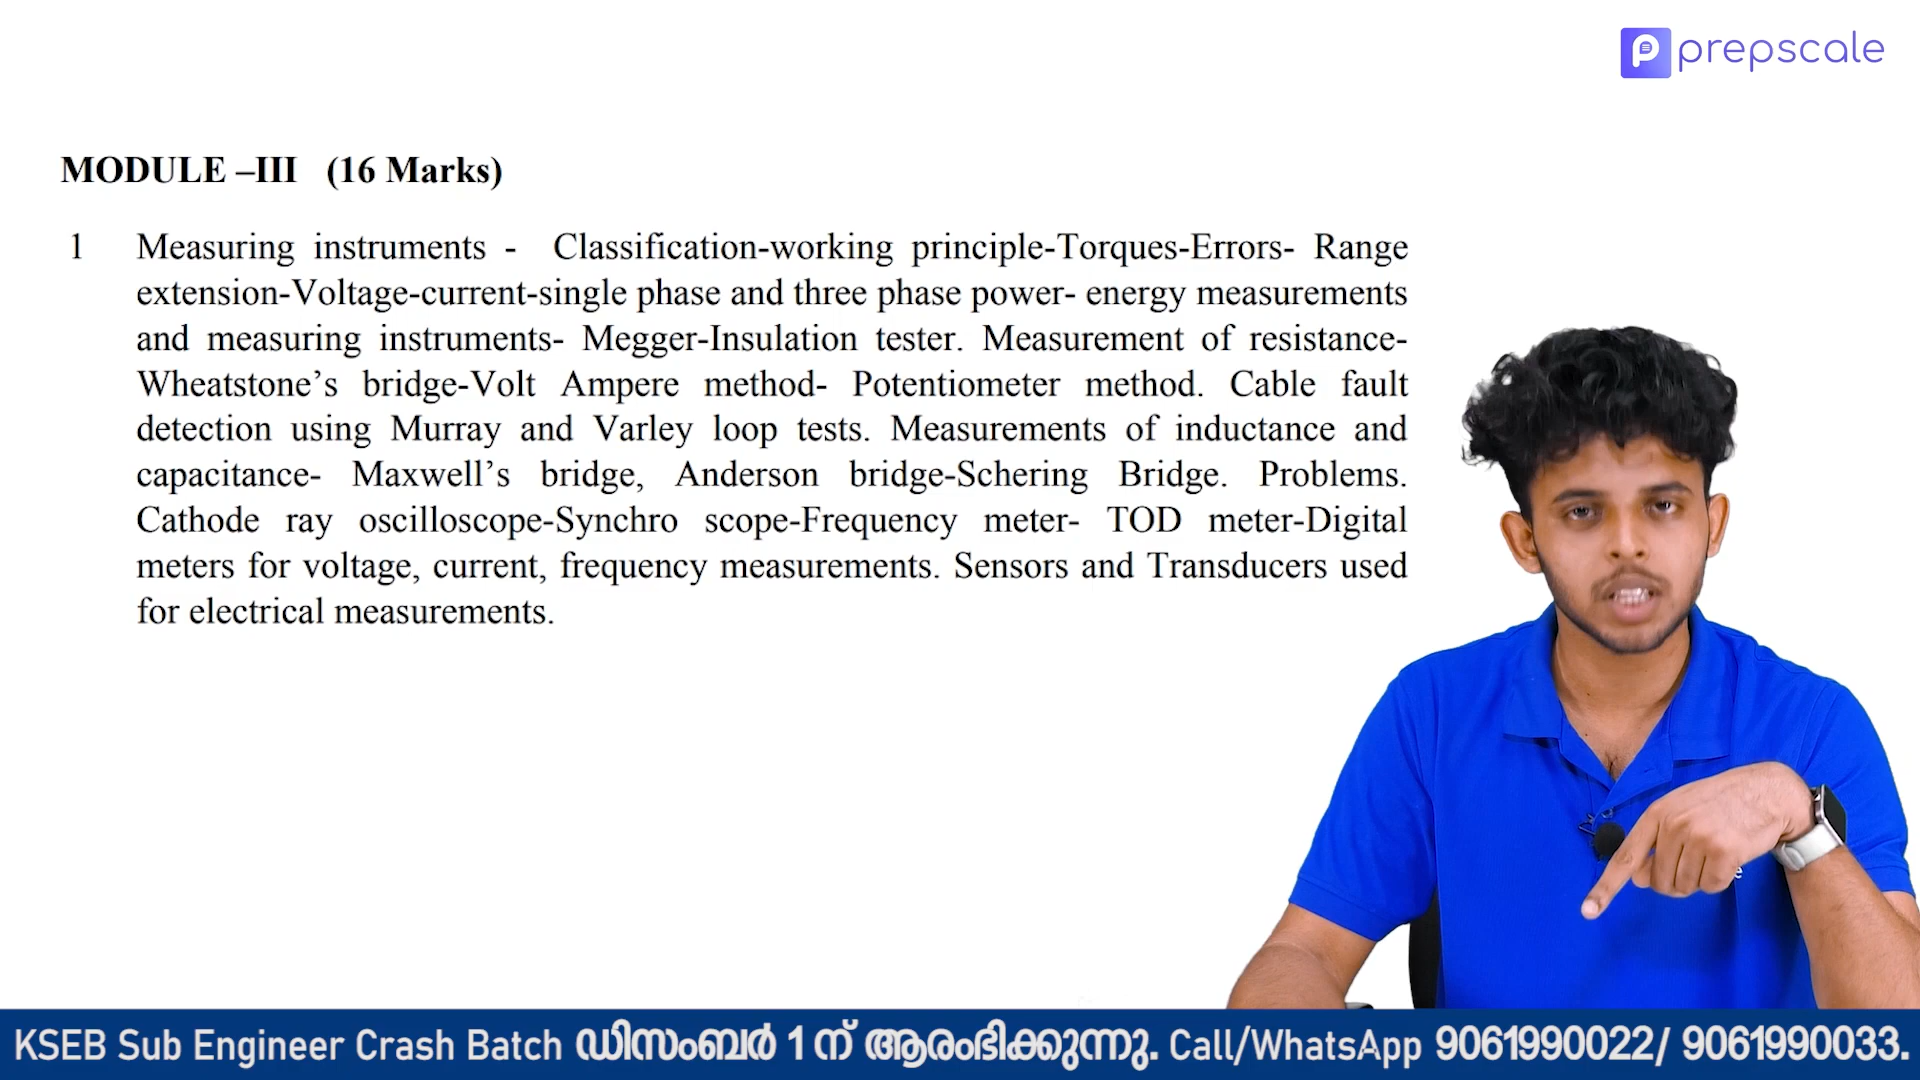 prepscale
MODULE –III (16 Marks)
1 Measuring instruments - Classification-working principle-Torques-Errors- Range
extension-Voltage-current-single phase and three phase power- energy measurements
and measuring instruments- Megger-Insulation tester. Measurement of resistance-
Wheatstone’s bridge-Volt Ampere method- Potentiometer method. Cable fault
detection using Murray and Varley loop tests. Measurements of inductance and
capacitance- Maxwell’s bridge, Anderson bridge-Schering Bridge. Problems.
Cathode ray oscilloscope-Synchro scope-Frequency meter- TOD meter-Digital
meters for voltage, current, frequency measurements. Sensors and Transducers used
for electrical measurements.
KSEB Sub Engineer Crash Batch ഡിസംബർ 1 ന് ആരംഭിക്കുന്നു. Call/WhatsApp 9061990022/ 9061990033.